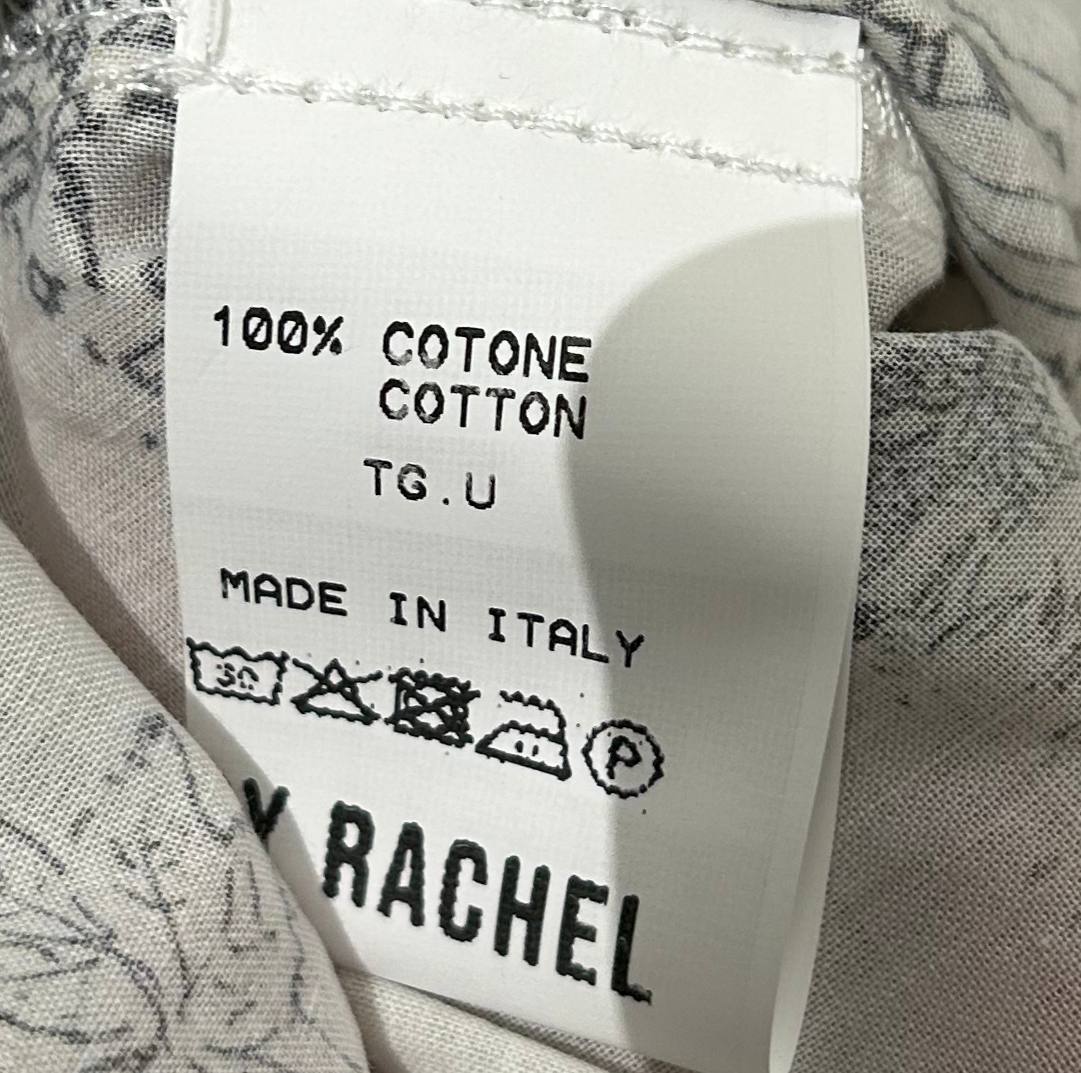 100% COTONE
COTTON
TG.U
MADE IN ITALY
30 P
RACHEL